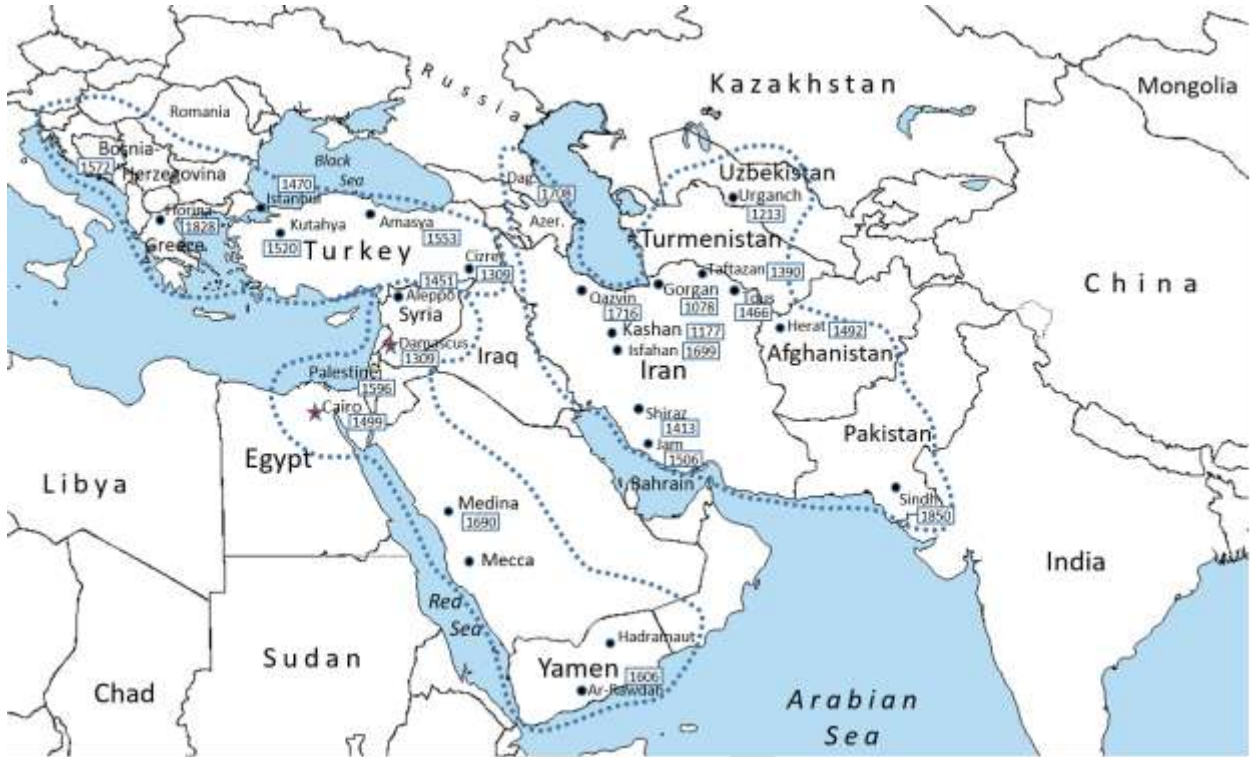 Russia
Kazakhstan
Mongolia
Romania
Bosnia-
Herzegovina
1572
Black
Sea
1470
Istanbul
Dag.
1708
Azer.
Uzbekistan
Urganch
1213
Turmenistan
1828
Greece
Kutahya
1520
Turkey
Amasya
1553
Cizret
1309
Taftazan
1390
China
1451
Aleppo
Syria
Qazvin
1716
Gorgan
1078
Tous
1466
Kashan
1177
Isfahan
1699
Iran
Herat
1492
Afghanistan
Damascus
1309
Iraq
Palestine
1596
Cairo
1499
Egypt
Libya
Shiraz
1413
Jam
1506
Bahrain
Pakistan
Sindh
1850
Medina
1690
Mecca
India
Red
Sea
Hadramaut
Sudan
Yamen
1606
Ar-Rawdah
Chad
Arabian
Sea